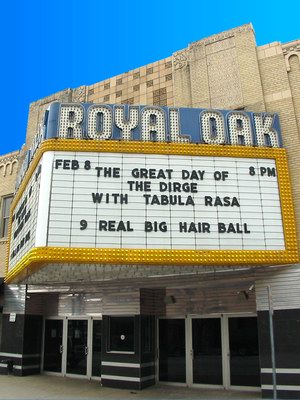 ROYAL OAK
FEB 8 THE GREAT DAY OF 8 PM
THE DIRGE
WITH TABULA RASA
9 REAL BIG HAIR BALL